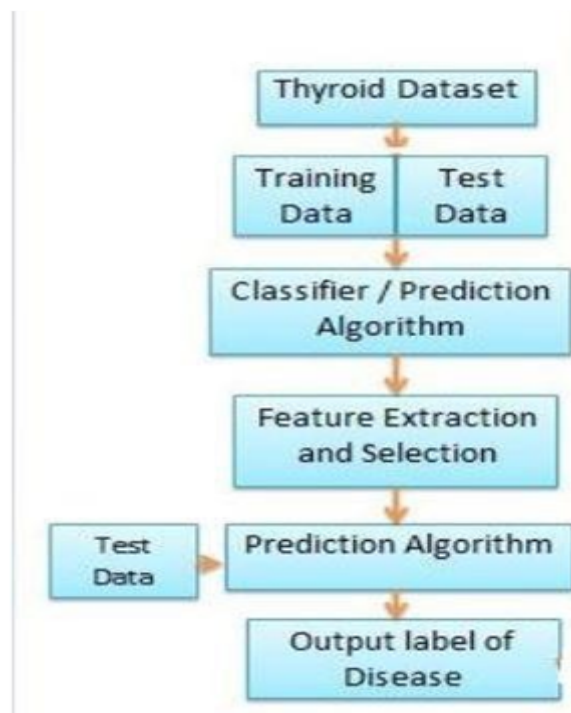 Thyroid Dataset
Training
Data
Test
Data
Classifier / Prediction
Algorithm
Feature Extraction
and Selection
Test
Data
Prediction Algorithm
Output label of
Disease